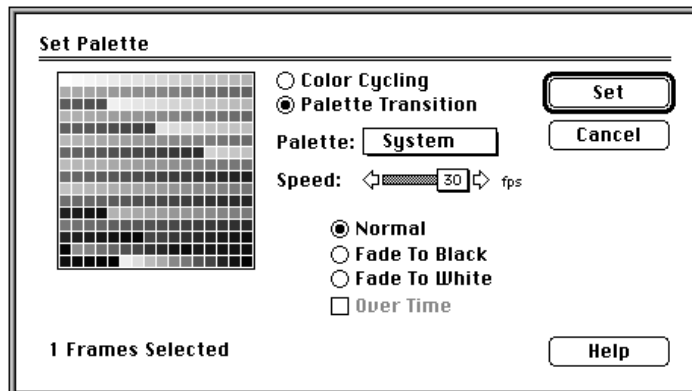 Set Palette
Color Cycling
Palette Transition
Set
Palette: System
Cancel
Speed: 30 fps
Normal
Fade To Black
Fade To White
Over Time
1 Frames Selected
Help